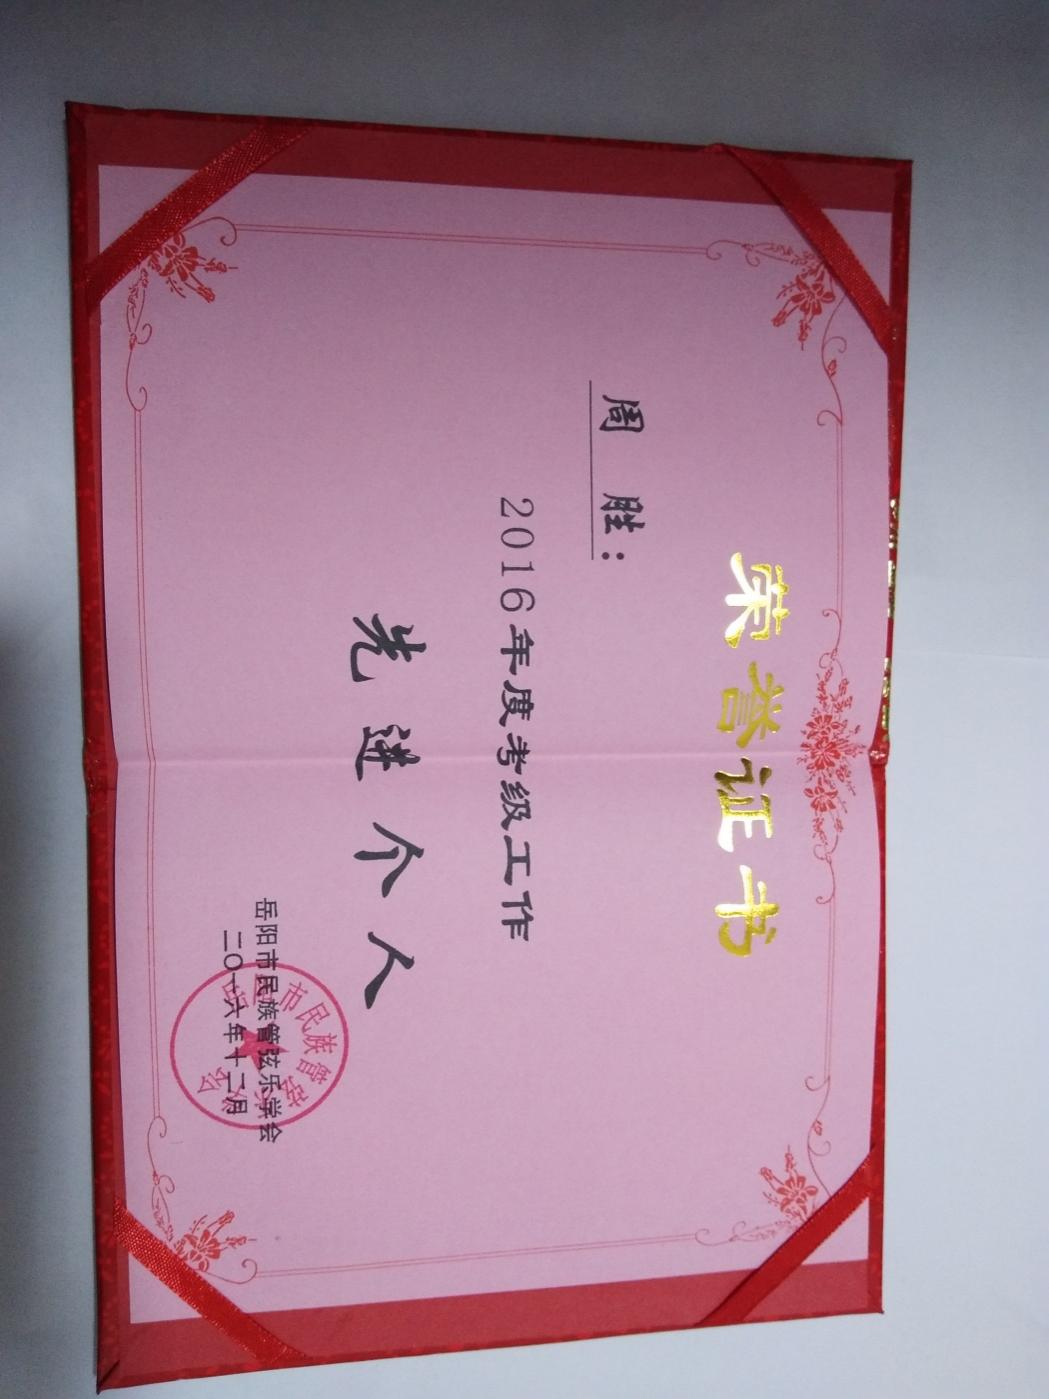 荣誉证书
周 胜：
2016年度考级工作
先进个人
岳阳市民族管弦乐学会
二〇一六年十二月